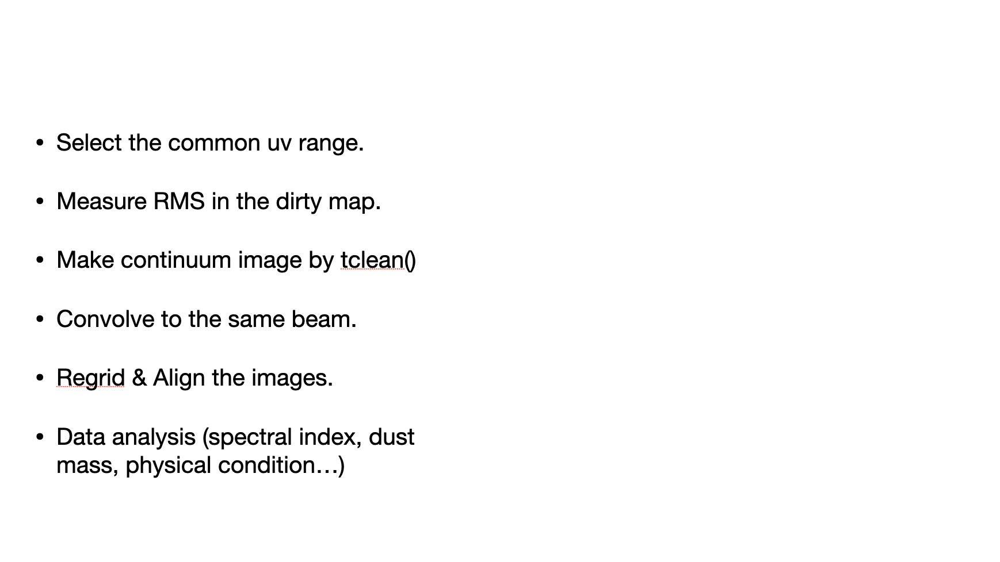 • Select the common uv range.
• Measure RMS in the dirty map.
• Make continuum image by tclean()
• Convolve to the same beam.
• Regrid & Align the images.
• Data analysis (spectral index, dust
mass, physical condition…)